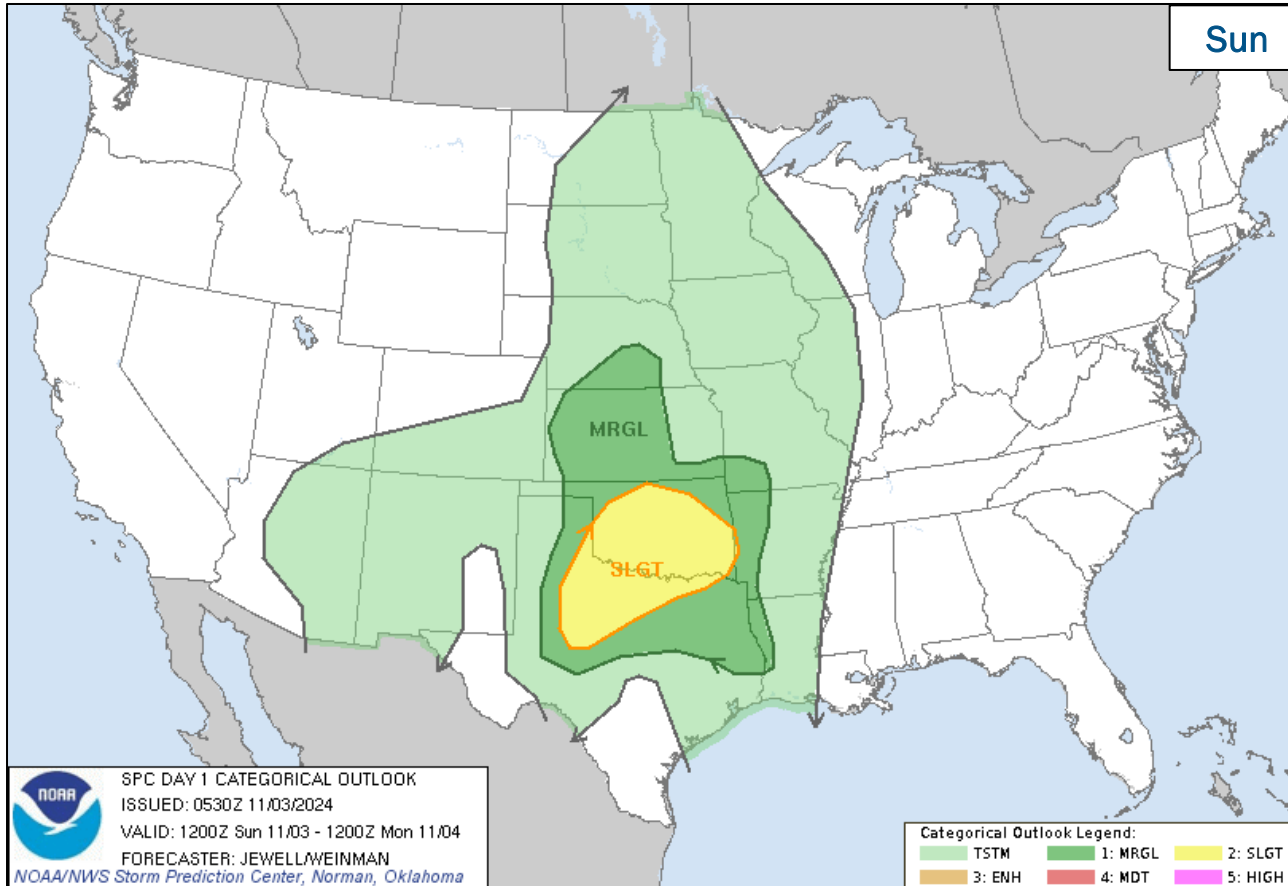 Sun
MRGL
SLGT
NOAA
SPC DAY 1 CATEGORICAL OUTLOOK
ISSUED: 0530Z 11/03/2024
VALID: 1200Z Sun 11/03 - 1200Z Mon 11/04
FORECASTER: JEWELL/WEINMAN
NOAA/NWS Storm Prediction Center, Norman, Oklahoma
Categorical Outlook Legend:
TSTM 1: MRGL 2: SLGT
3: ENH 4: MDT 5: HIGH